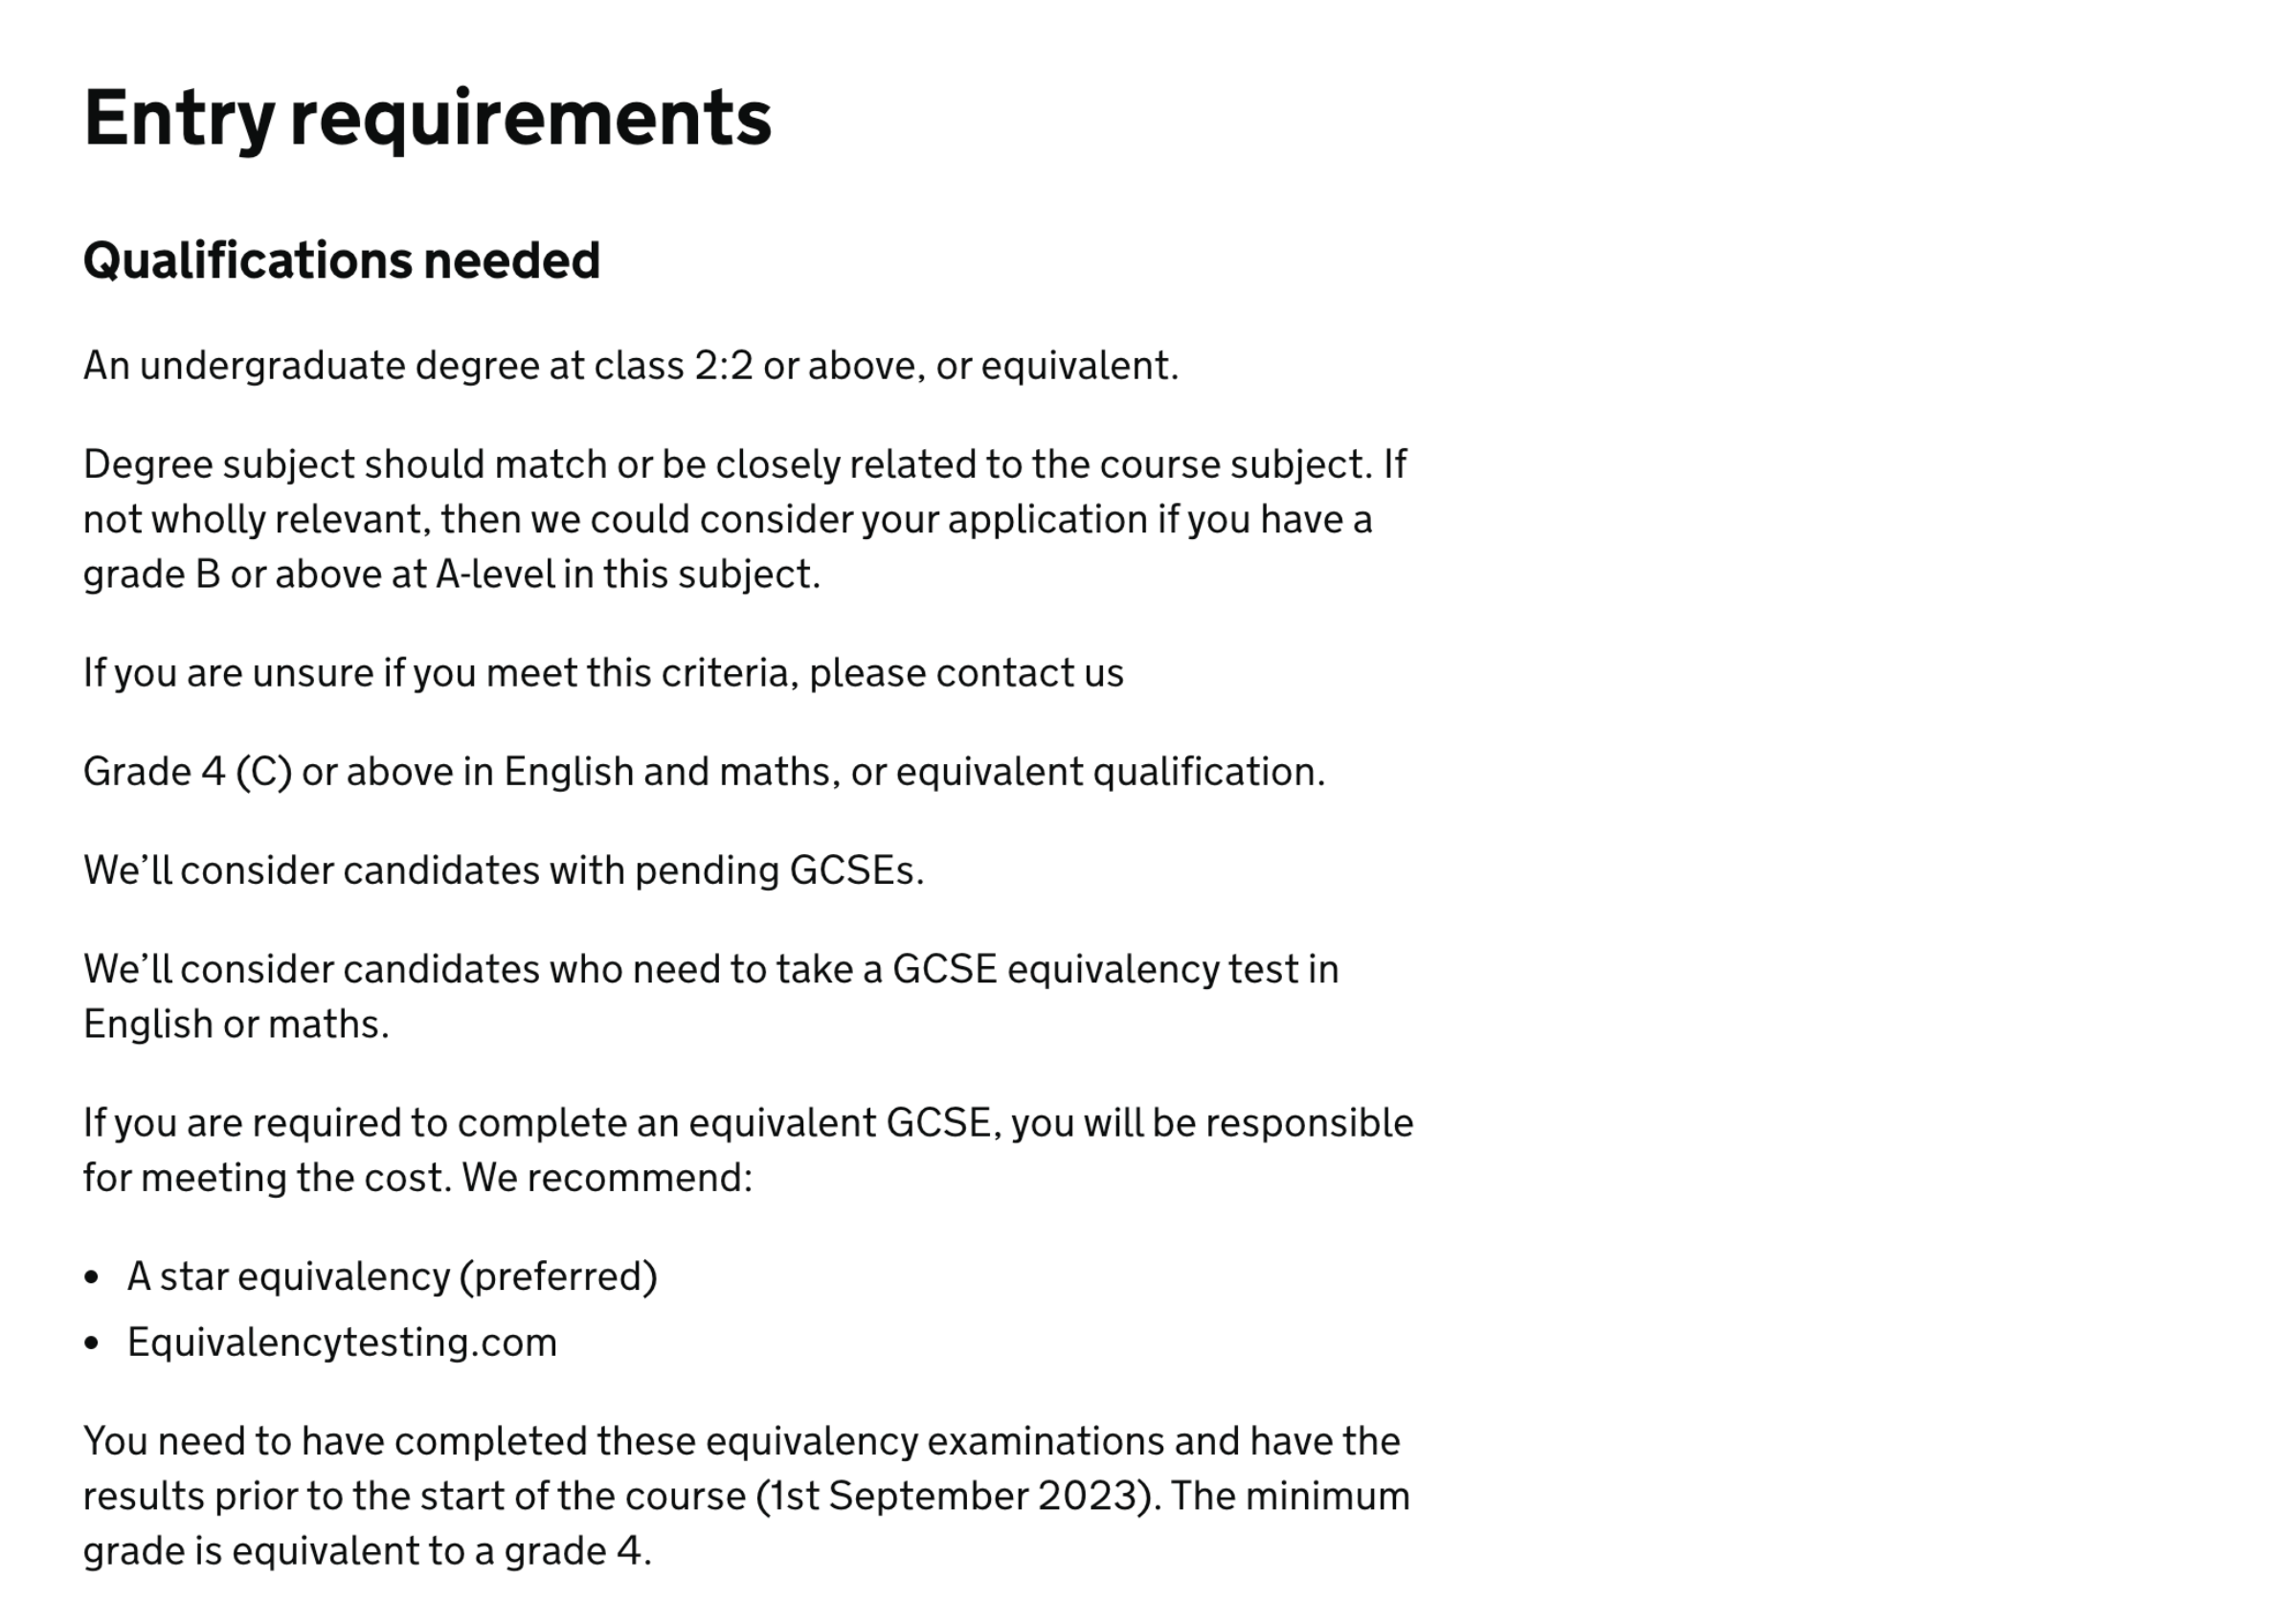 Entry requirements
Qualifications needed
An undergraduate degree at class 2:2 or above, or equivalent.
Degree subject should match or be closely related to the course subject. If
not wholly relevant, then we could consider your application if you have a
grade B or above at A-level in this subject.
If you are unsure if you meet this criteria, please contact us
Grade 4 (C) or above in English and maths, or equivalent qualification.
We’ll consider candidates with pending GCSEs.
We’ll consider candidates who need to take a GCSE equivalency test in
English or maths.
If you are required to complete an equivalent GCSE, you will be responsible
for meeting the cost. We recommend:
• A star equivalency (preferred)
• Equivalencytesting.com
You need to have completed these equivalency examinations and have the
results prior to the start of the course (1st September 2023). The minimum
grade is equivalent to a grade 4.